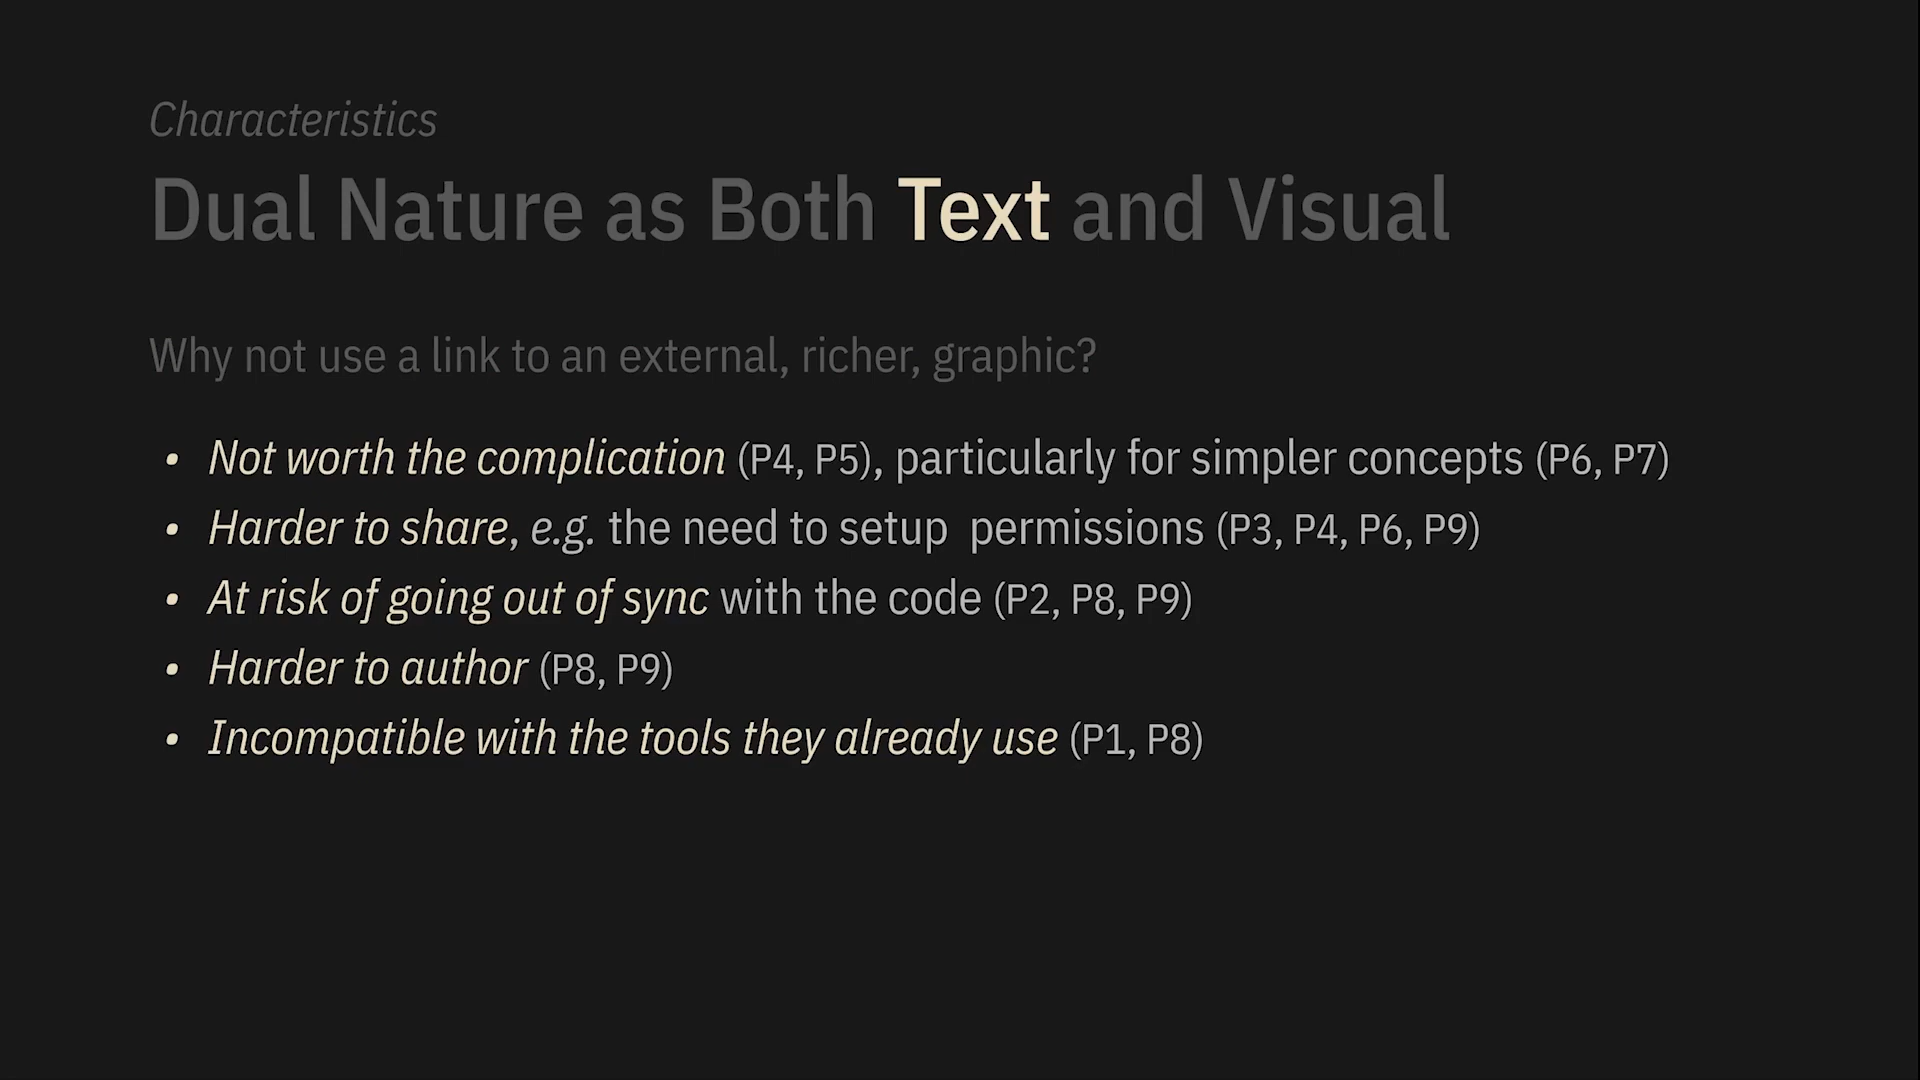 Characteristics
Dual Nature as Both Text and Visual
Why not use a link to an external, richer, graphic?
• Not worth the complication (P4, P5), particularly for simpler concepts (P6, P7)
• Harder to share, e.g. the need to setup  permissions (P3, P4, P6, P9)
• At risk of going out of sync with the code (P2, P8, P9)
• Harder to author (P8, P9)
• Incompatible with the tools they already use (P1, P8)